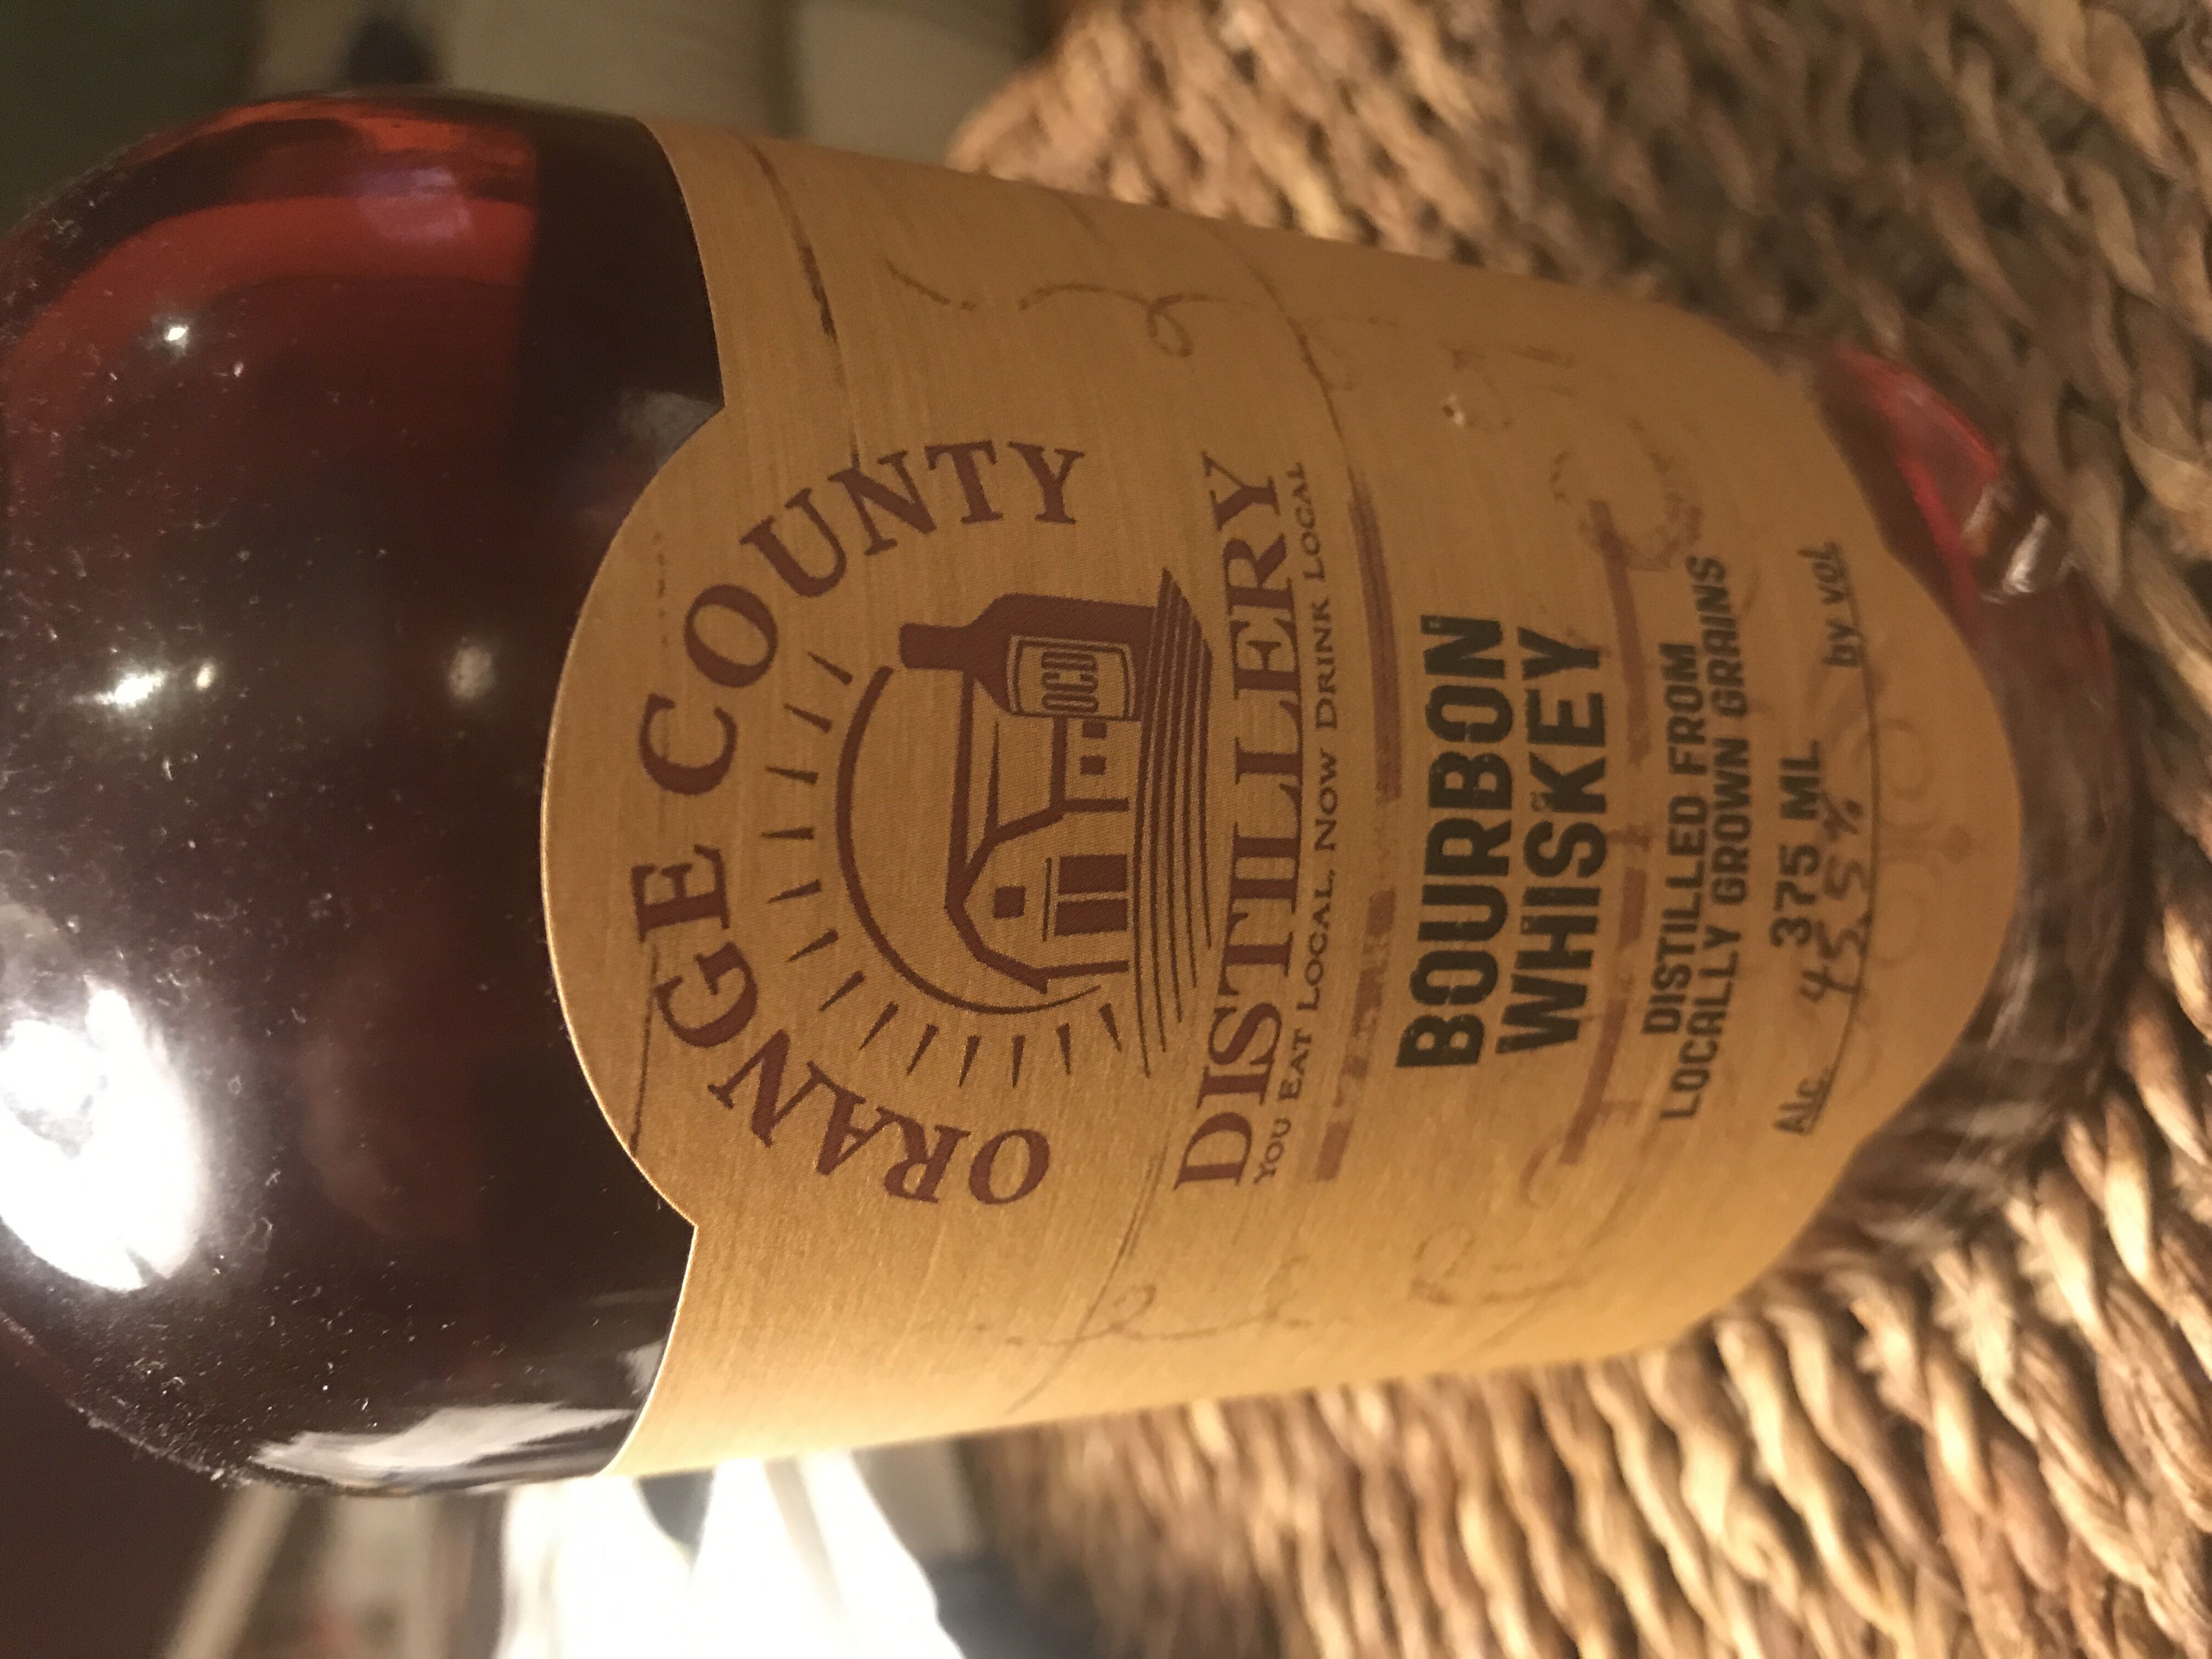 ORANGE COUNTY
OCD
DISTILLERY
YOU EAT LOCAL, NOW DRINK LOCAL
BOURBON
WHISKEY
DISTILLED FROM
LOCALLY GROWN GRAINS
375 ML
Alc. 45.5% by vol